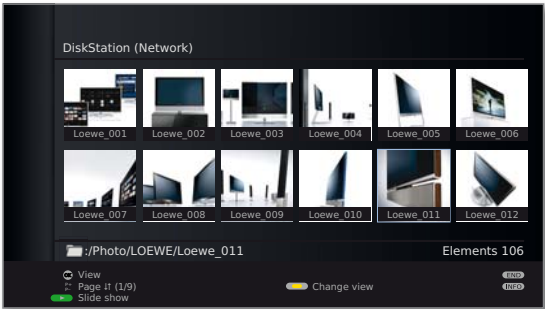 DiskStation (Network)
Loewe_001 Loewe_002 Loewe_003 Loewe_004 Loewe_005 Loewe_006
Loewe_007 Loewe_008 Loewe_009 Loewe_010 Loewe_011 Loewe_012
:/Photo/LOEWE/Loewe_011 Elements 106
OK View END
P+ P- Page ↓↑ (1/9) Change view INFO
Slide show